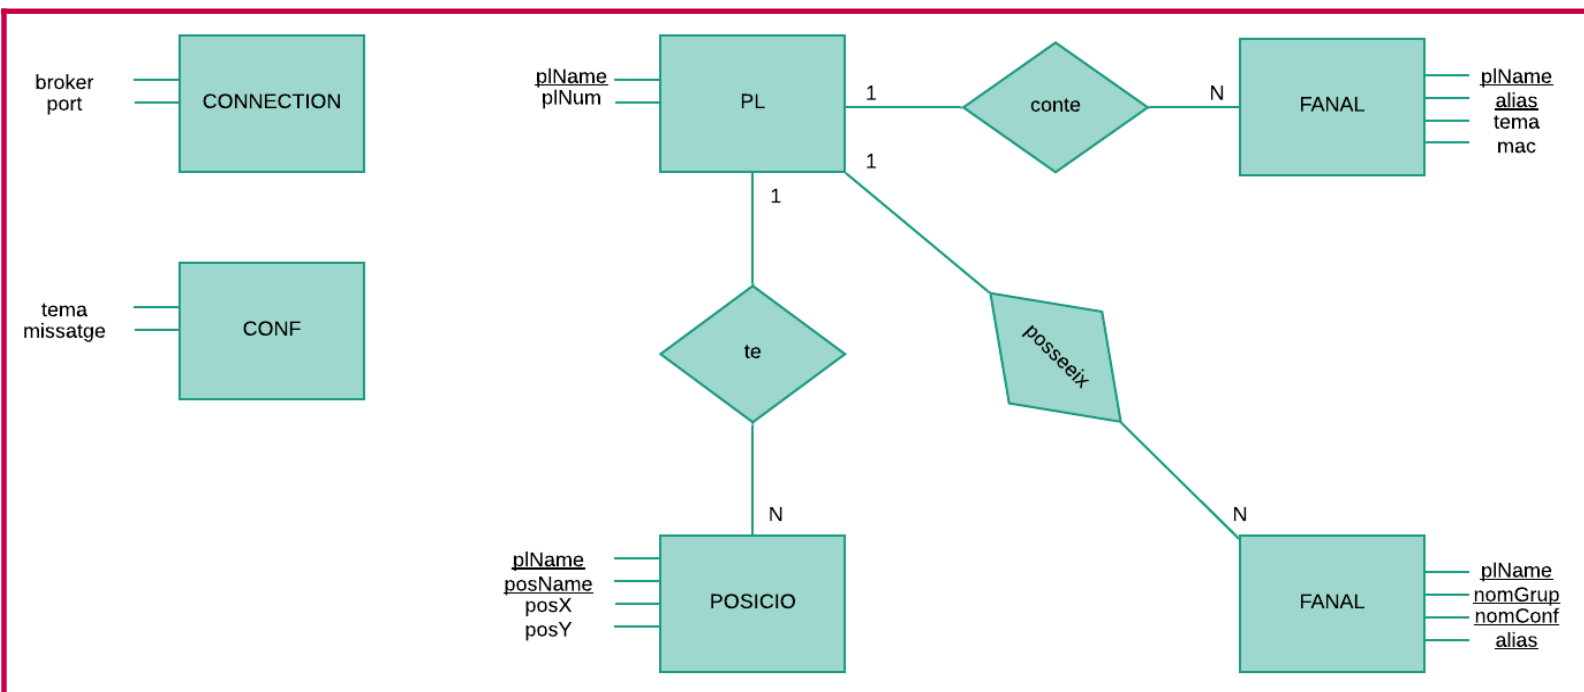 broker
port
CONNECTION
plName
plNum
PL
1
conte
N
FANAL
plName
alias
tema
mac
1
1
tema
missatge
CONF
te
posseeix
N
N
plName
posName
posX
posY
POSICIO
FANAL
plName
nomGrup
nomConf
alias